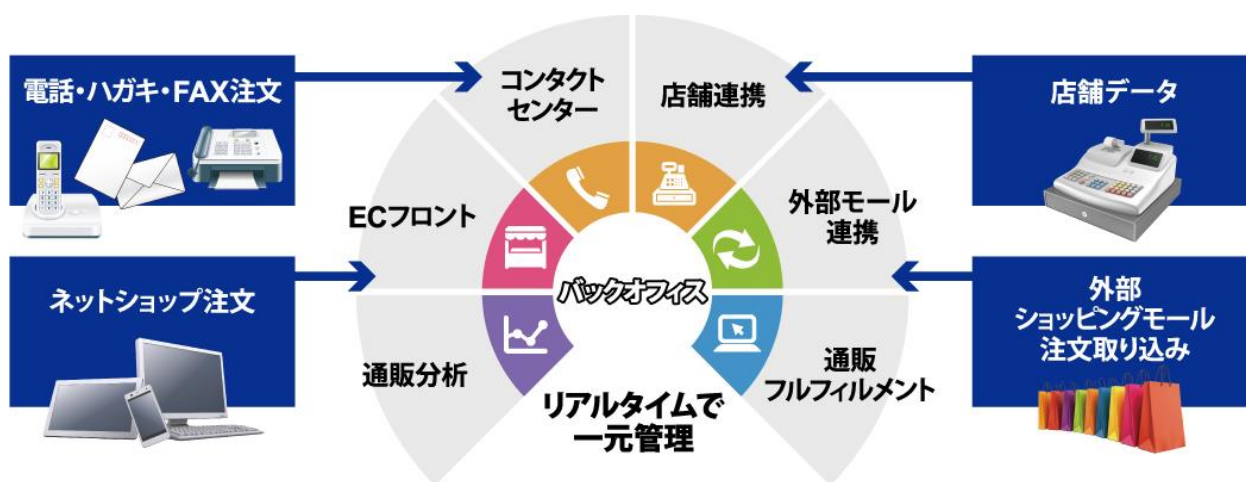 電話・ハガキ・FAX注文
ネットショップ注文
コンタクト
センター
店舗連携
ECフロント
外部モール
連携
バックオフィス
通販分析
通販
フルフィルメント
リアルタイムで
一元管理
店舗データ
外部
ショッピングモール
注文取り込み